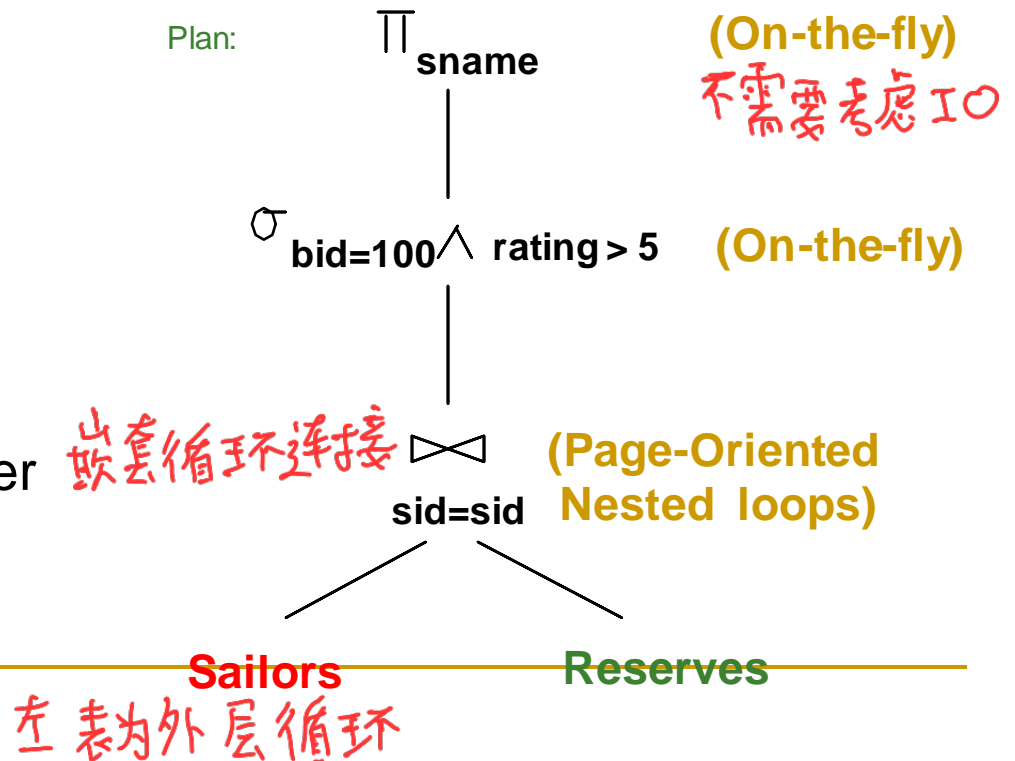 Plan:
π sname (On-the-fly)
不需要考虑IO
σ bid=100 ∧ rating > 5 (On-the-fly)
er 嵌套循环连接 ⋈ (Page-Oriented
sid=sid Nested loops)
Sailors Reserves
左表为外层循环